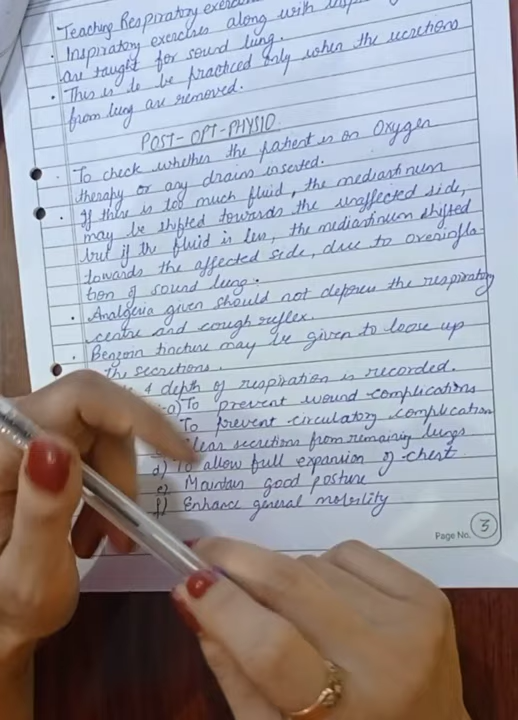 Teaching Respiratory
Inspiratory exercises along with
are taught for sound lung.
This is to be practiced only when the secretions
from lung are removed.
POST-OPT-PHYSIO
To check whether the patient is on Oxygen
therapy or any drains inserted.
If there is too much fluid, the mediastinum
may be shifted towards the unaffected side,
but if the fluid is less, the mediastinum shifted
towards the affected side, due to overinfla-
tion of sound lung.
Analgesia given should not depress the respiratory
centre and cough reflex.
Benzoin tincture may be given to loose up
the secretions.
& depth of respiration is recorded.
a) To prevent wound complications
To prevent circulatory complication
Clear secretions from remaining lungs
d) To allow full expansion of chest
e) Maintain good posture
f) Enhance general mobility
Page No. 3